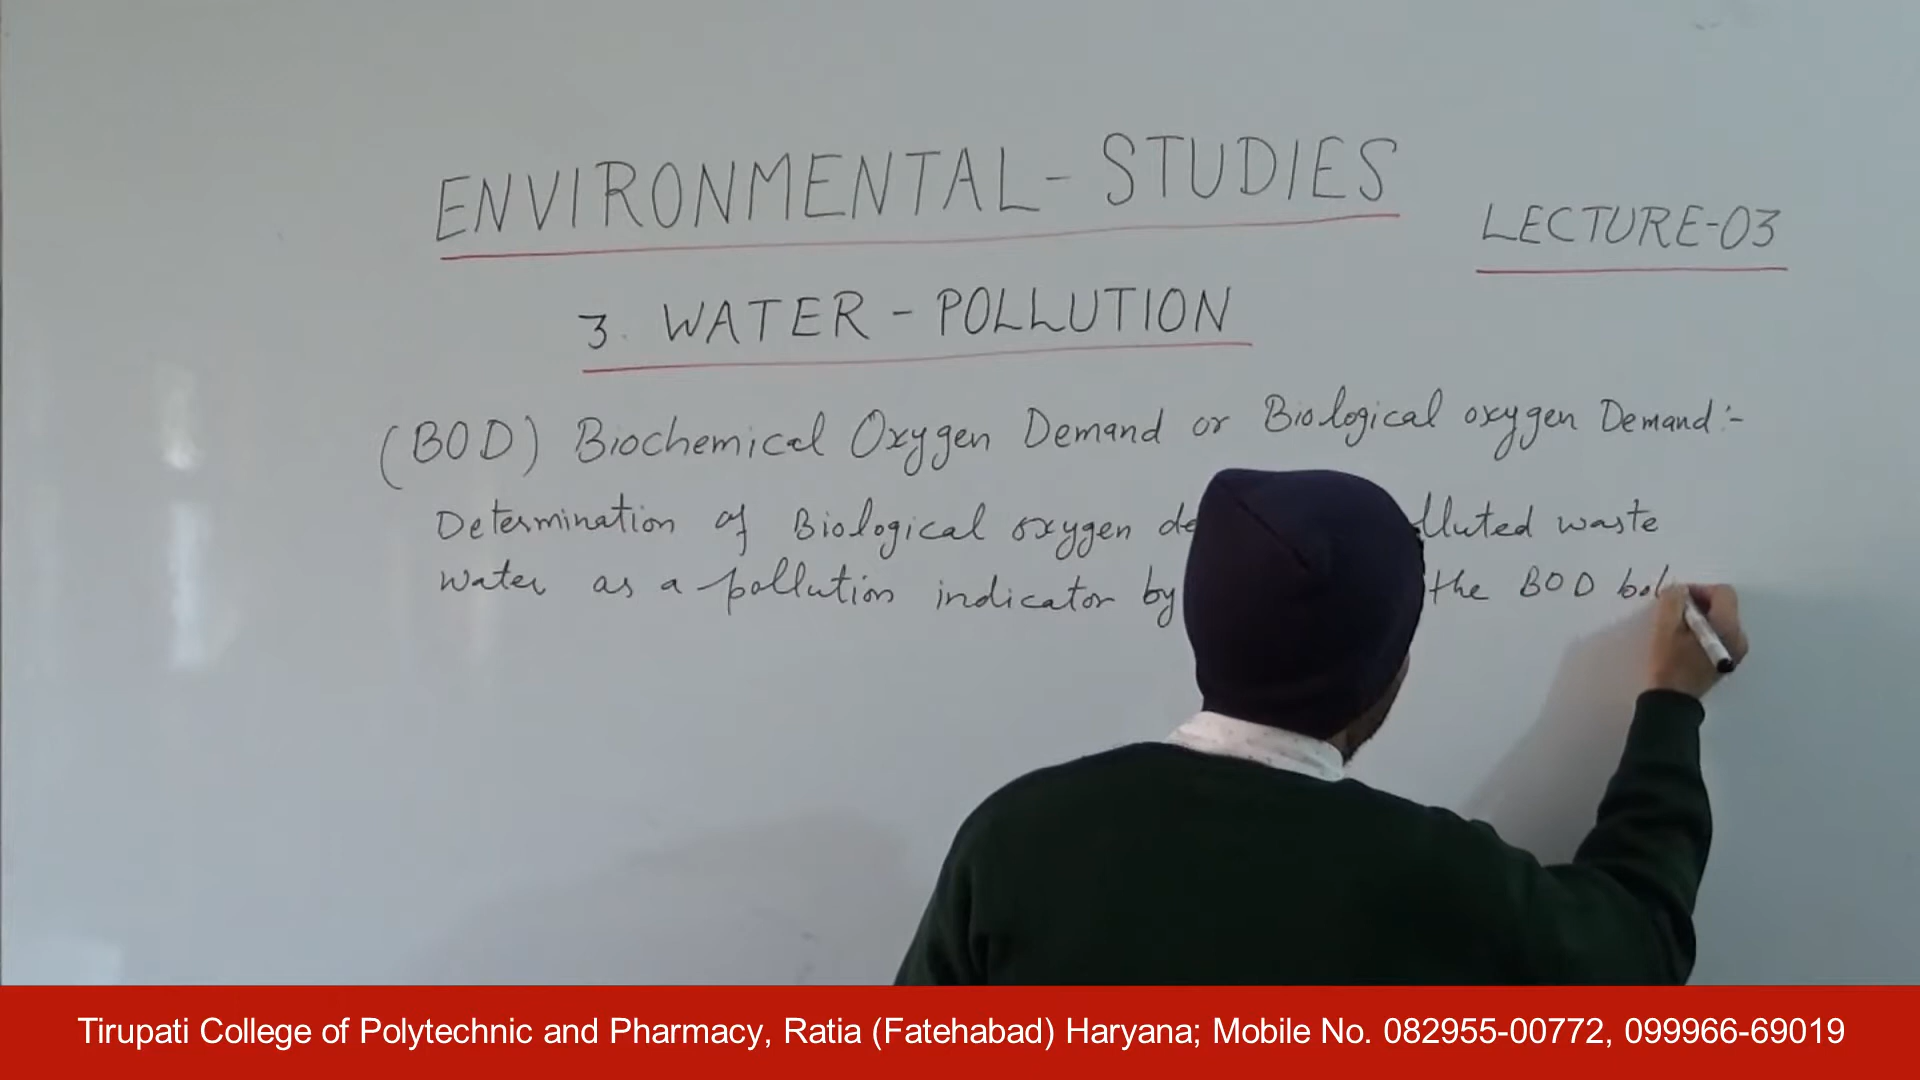 ENVIRONMENTAL-STUDIES
LECTURE-03
3. WATER - POLLUTION
(BOD) Biochemical Oxygen Demand or Biological oxygen Demand:-
Determination of Biological oxygen waste
water as a pollution indicator by the BOD
Tirupati College of Polytechnic and Pharmacy, Ratia (Fatehabad) Haryana; Mobile No. 082955-00772, 099966-69019